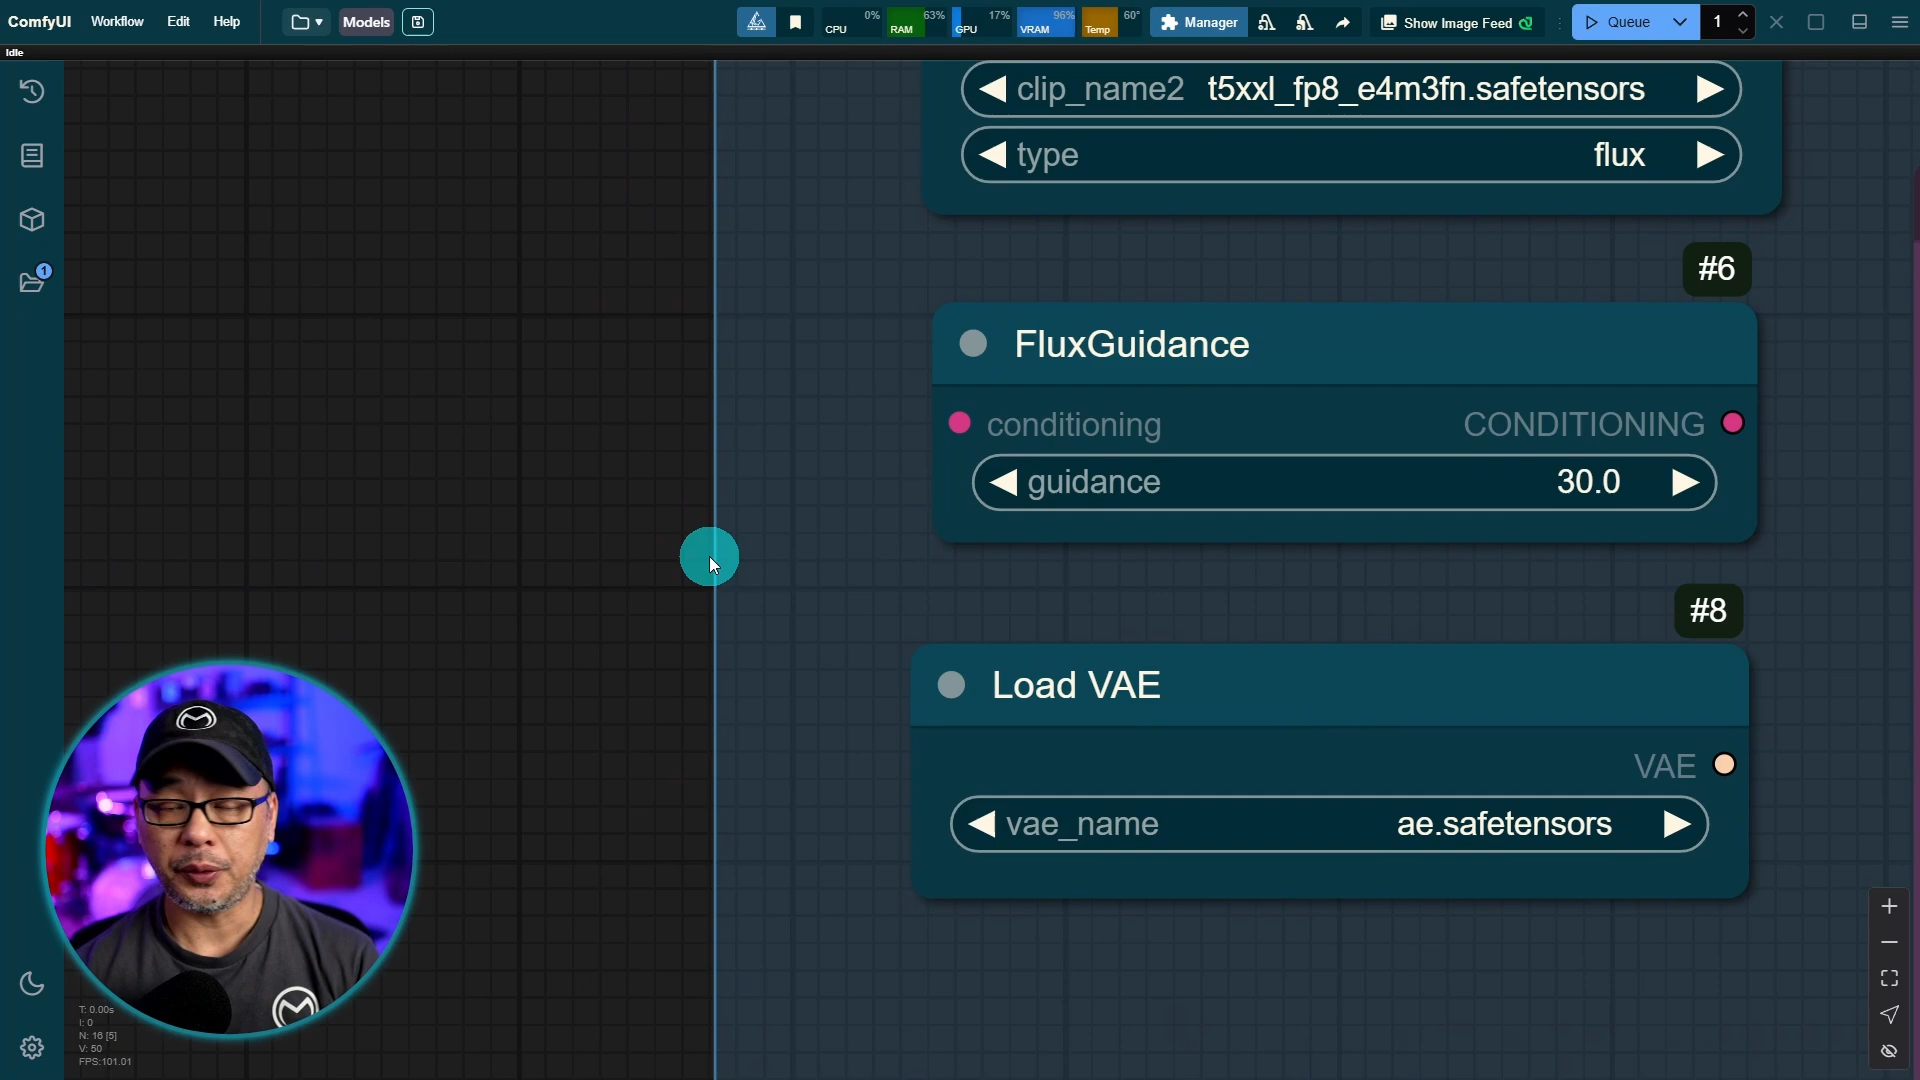 ComfyUI Workflow Edit Help Models CPU 0% RAM 63% GPU 17% VRAM 96% Temp 60° Manager Show Image Feed Queue 1
Idle
clip_name2 t5xxl_fp8_e4m3fn.safetensors
type flux
1
#6
FluxGuidance
conditioning CONDITIONING
guidance 30.0
#8
Load VAE
VAE
vae_name ae.safetensors
T: 0.00s
I: 0
N: 16 [5]
V: 50
FPS:101.01